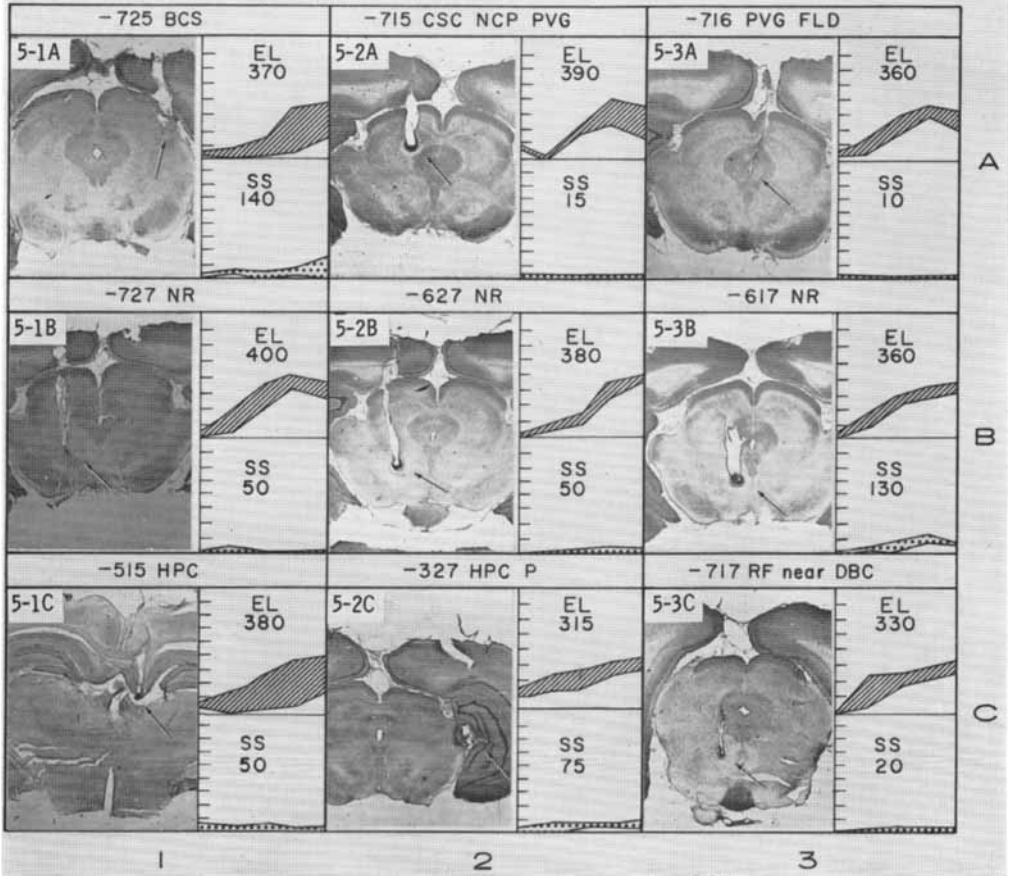 -725 BCS
-715 CSC NCP PVG
-716 PVG FLD
5-1A
EL
370
SS
140
5-2A
EL
390
SS
15
5-3A
EL
360
SS
10
A
-727 NR
-627 NR
-617 NR
5-1B
EL
400
SS
50
5-2B
EL
380
SS
50
5-3B
EL
360
SS
130
B
-515 HPC
-327 HPC P
-717 RF near DBC
5-1C
EL
380
SS
50
5-2C
EL
315
SS
75
5-3C
EL
330
SS
20
C
1
2
3